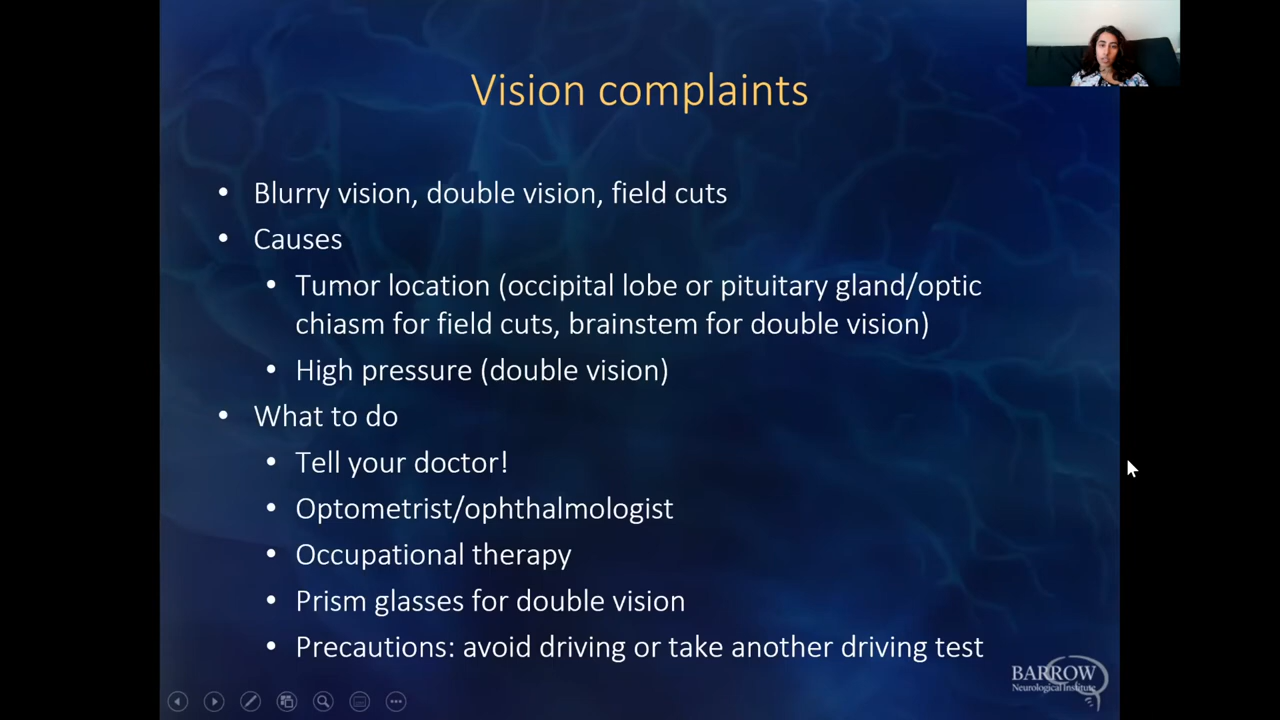 Vision complaints
• Blurry vision, double vision, field cuts
• Causes
• Tumor location (occipital lobe or pituitary gland/optic
chiasm for field cuts, brainstem for double vision)
• High pressure (double vision)
• What to do
• Tell your doctor!
• Optometrist/ophthalmologist
• Occupational therapy
• Prism glasses for double vision
• Precautions: avoid driving or take another driving test
BARROW
Neurological Institute